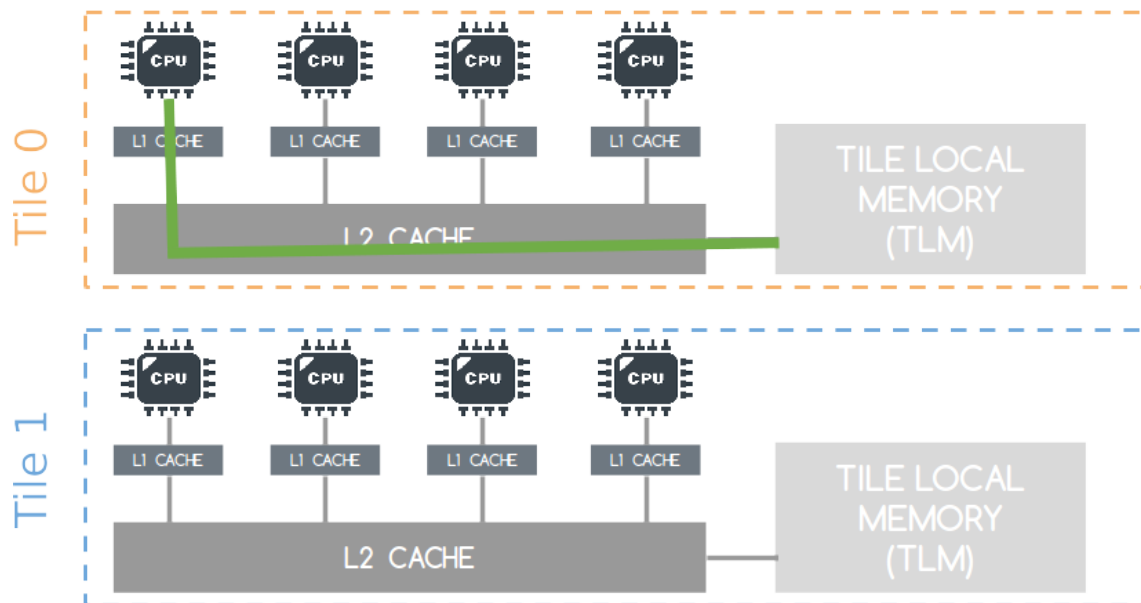 Tile 0
CPU CPU CPU CPU
L1 CACHE L1 CACHE L1 CACHE L1 CACHE
L2 CACHE
TILE LOCAL
MEMORY
(TLM)
Tile 1
CPU CPU CPU CPU
L1 CACHE L1 CACHE L1 CACHE L1 CACHE
L2 CACHE
TILE LOCAL
MEMORY
(TLM)